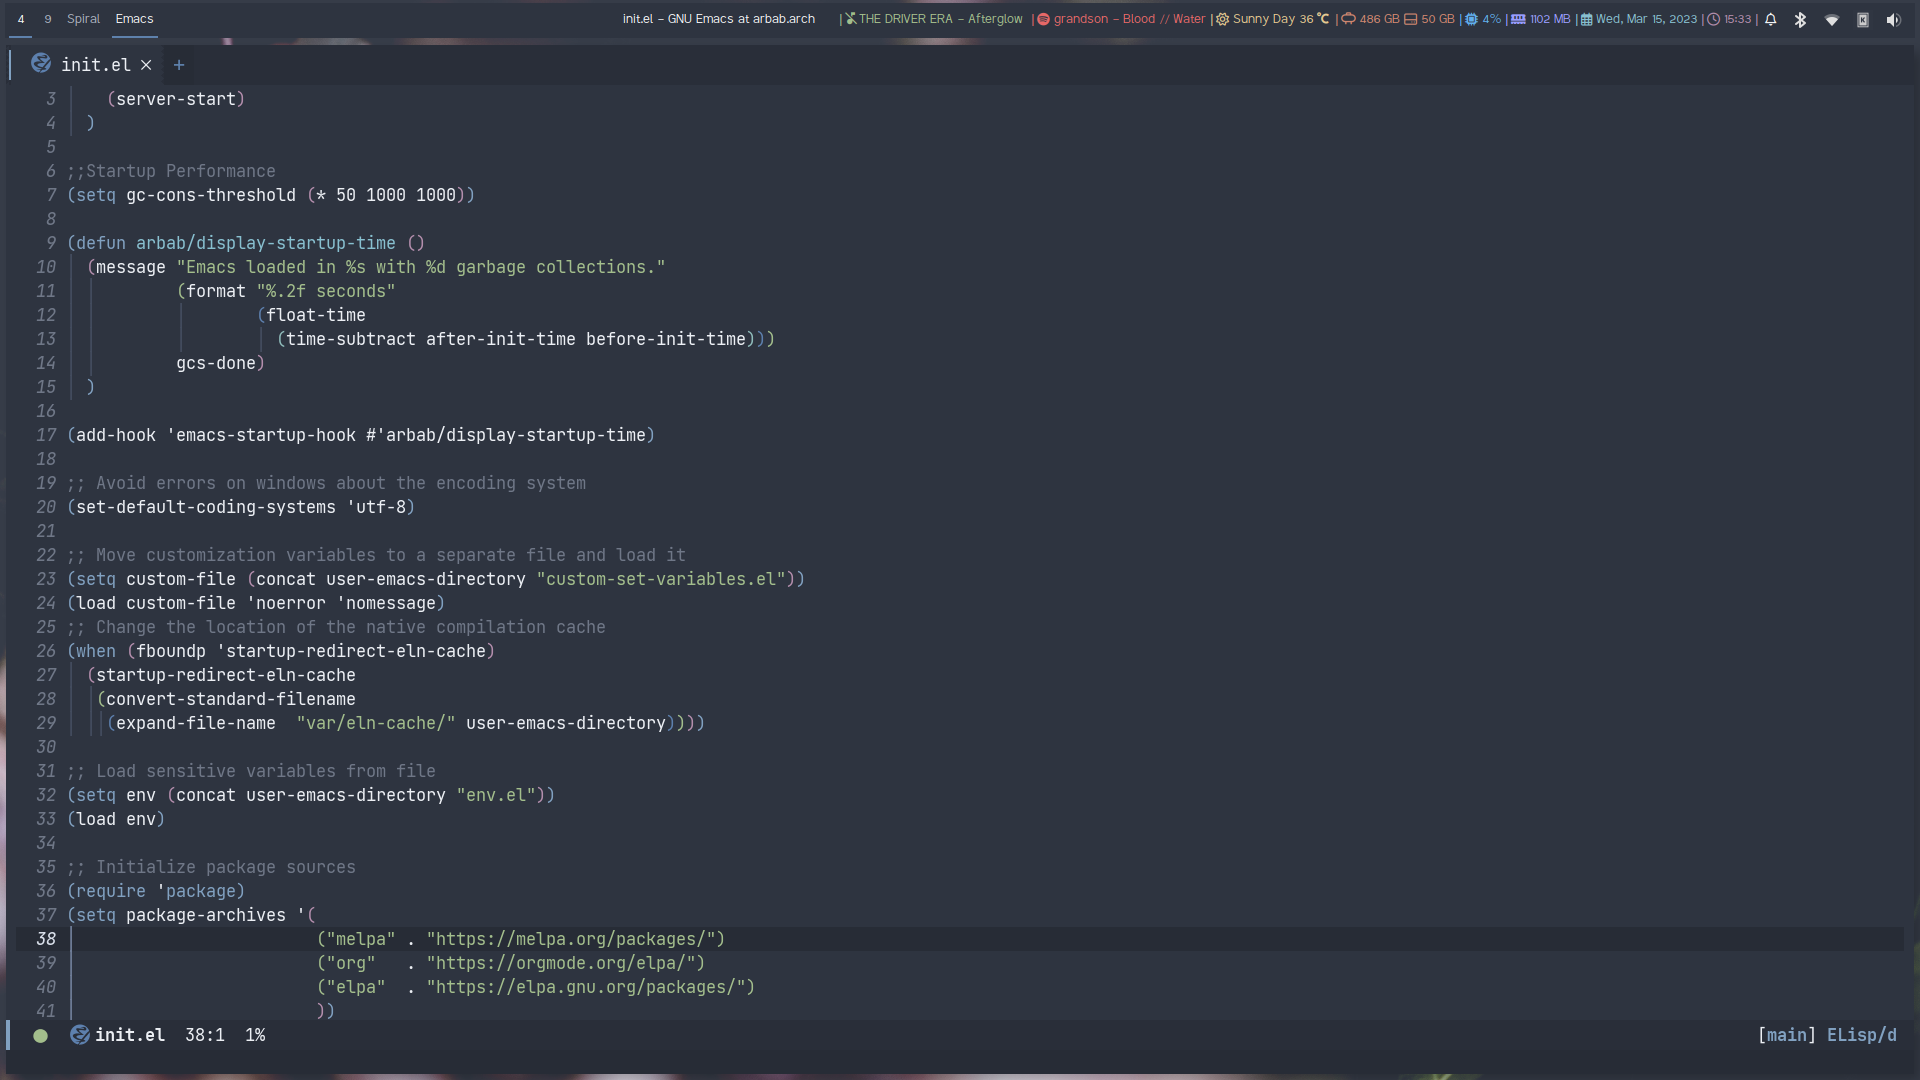 4 9 Spiral Emacs init.el – GNU Emacs at arbab.arch | THE DRIVER ERA – Afterglow | grandson – Blood // Water | Sunny Day 36 °C | 486 GB 50 GB | 4% | 1102 MB | Wed, Mar 15, 2023 | 15:33 |
init.el × +
3 (server-start)
4 )
5
6 ;;Startup Performance
7 (setq gc-cons-threshold (* 50 1000 1000))
8
9 (defun arbab/display-startup-time ()
10 (message "Emacs loaded in %s with %d garbage collections."
11 (format "%.2f seconds"
12 (float-time
13 (time-subtract after-init-time before-init-time)))
14 gcs-done)
15 )
16
17 (add-hook 'emacs-startup-hook #'arbab/display-startup-time)
18
19 ;; Avoid errors on windows about the encoding system
20 (set-default-coding-systems 'utf-8)
21
22 ;; Move customization variables to a separate file and load it
23 (setq custom-file (concat user-emacs-directory "custom-set-variables.el"))
24 (load custom-file 'noerror 'nomessage)
25 ;; Change the location of the native compilation cache
26 (when (fboundp 'startup-redirect-eln-cache)
27 (startup-redirect-eln-cache
28 (convert-standard-filename
29 (expand-file-name  "var/eln-cache/" user-emacs-directory))))
30
31 ;; Load sensitive variables from file
32 (setq env (concat user-emacs-directory "env.el"))
33 (load env)
34
35 ;; Initialize package sources
36 (require 'package)
37 (setq package-archives '(
38 ("melpa" . "https://melpa.org/packages/")
39 ("org"   . "https://orgmode.org/elpa/")
40 ("elpa"  . "https://elpa.gnu.org/packages/")
41 ))
init.el 38:1 1% [main] ELisp/d